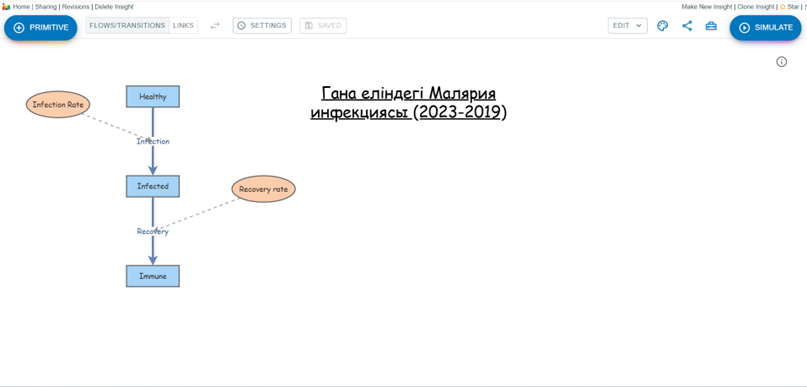 Home | Sharing | Revisions | Delete Insight
Make New Insight | Clone Insight | Star |
PRIMITIVE
FLOWS/TRANSITIONS LINKS
SETTINGS
SAVED
EDIT
SIMULATE
Гана еліндегі Малярия
инфекциясы (2023-2019)
Healthy
Infection Rate
Infection
Infected
Recovery rate
Recovery
Immune